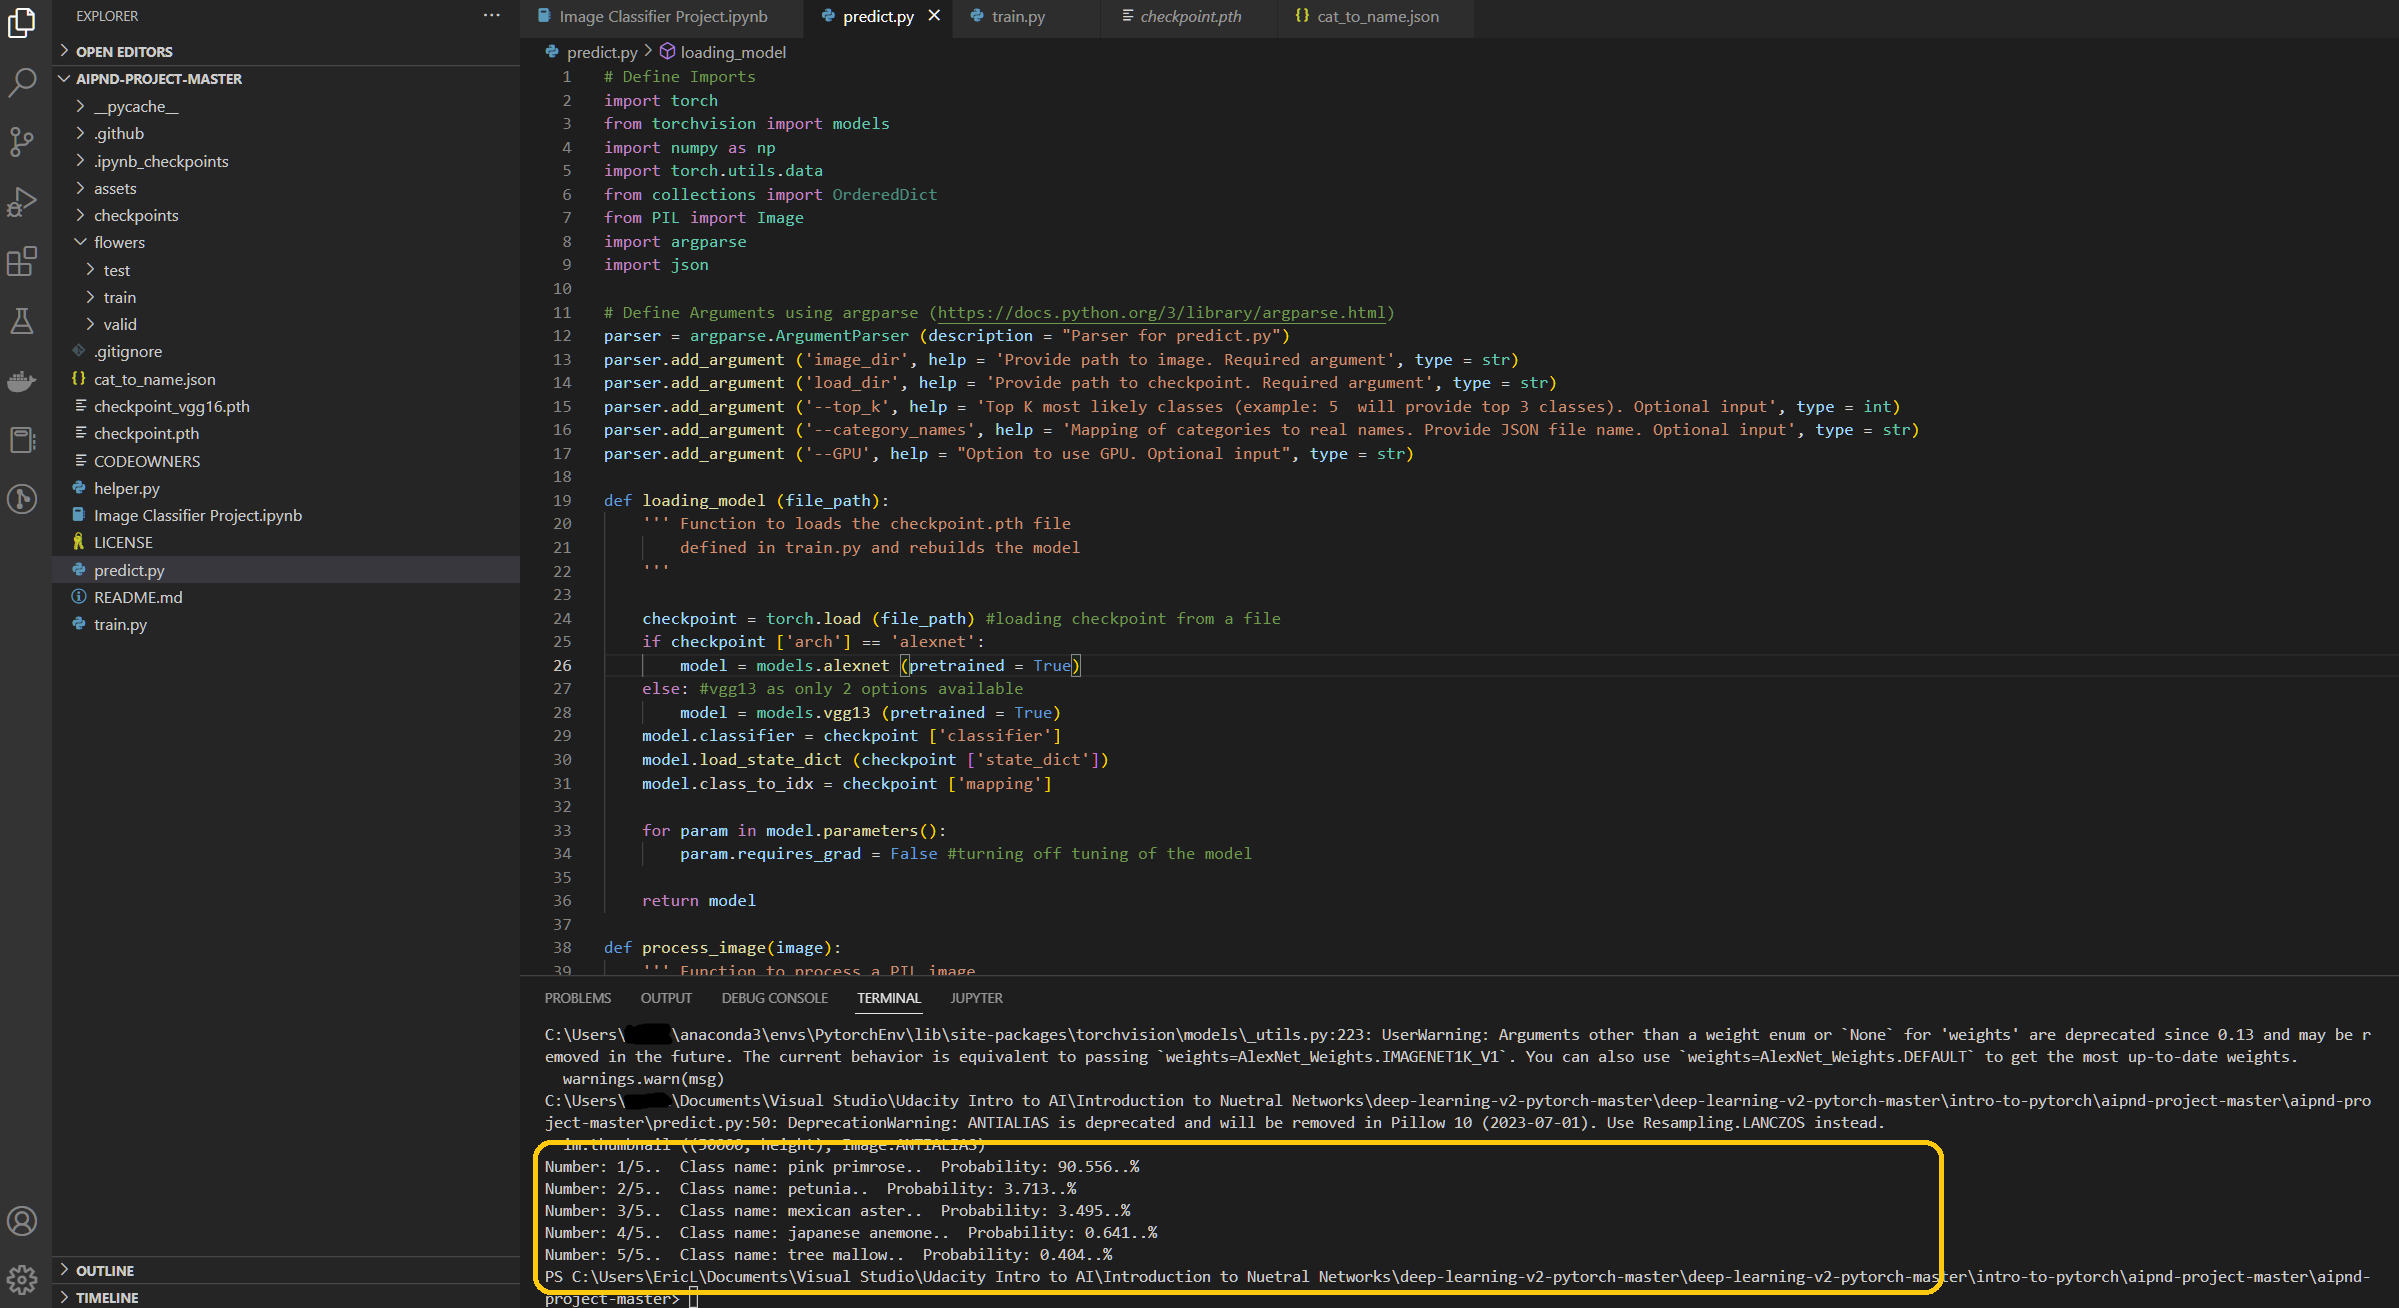 EXPLORER
OPEN EDITORS
AIPND-PROJECT-MASTER
__pycache__
.github
.ipynb_checkpoints
assets
checkpoints
flowers
test
train
valid
.gitignore
cat_to_name.json
checkpoint_vgg16.pth
checkpoint.pth
CODEOWNERS
helper.py
Image Classifier Project.ipynb
LICENSE
predict.py
README.md
train.py
OUTLINE
TIMELINE
Image Classifier Project.ipynb predict.py train.py checkpoint.pth cat_to_name.json
predict.py > loading_model
1 # Define Imports
2 import torch
3 from torchvision import models
4 import numpy as np
5 import torch.utils.data
6 from collections import OrderedDict
7 from PIL import Image
8 import argparse
9 import json
10
11 # Define Arguments using argparse (https://docs.python.org/3/library/argparse.html)
12 parser = argparse.ArgumentParser (description = "Parser for predict.py")
13 parser.add_argument ('image_dir', help = 'Provide path to image. Required argument', type = str)
14 parser.add_argument ('load_dir', help = 'Provide path to checkpoint. Required argument', type = str)
15 parser.add_argument ('--top_k', help = 'Top K most likely classes (example: 5  will provide top 3 classes). Optional input', type = int)
16 parser.add_argument ('--category_names', help = 'Mapping of categories to real names. Provide JSON file name. Optional input', type = str)
17 parser.add_argument ('--GPU', help = "Option to use GPU. Optional input", type = str)
18
19 def loading_model (file_path):
20     ''' Function to loads the checkpoint.pth file
21         defined in train.py and rebuilds the model
22     '''
23
24     checkpoint = torch.load (file_path) #loading checkpoint from a file
25     if checkpoint ['arch'] == 'alexnet':
26         model = models.alexnet (pretrained = True)
27     else: #vgg13 as only 2 options available
28         model = models.vgg13 (pretrained = True)
29     model.classifier = checkpoint ['classifier']
30     model.load_state_dict (checkpoint ['state_dict'])
31     model.class_to_idx = checkpoint ['mapping']
32
33     for param in model.parameters():
34         param.requires_grad = False #turning off tuning of the model
35
36     return model
37
38 def process_image(image):
39     ''' Function to process a PIL image
PROBLEMS OUTPUT DEBUG CONSOLE TERMINAL JUPYTER
C:\Users\ \anaconda3\envs\PytorchEnv\lib\site-packages\torchvision\models\_utils.py:223: UserWarning: Arguments other than a weight enum or `None` for 'weights' are deprecated since 0.13 and may be r
emoved in the future. The current behavior is equivalent to passing `weights=AlexNet_Weights.IMAGENET1K_V1`. You can also use `weights=AlexNet_Weights.DEFAULT` to get the most up-to-date weights.
  warnings.warn(msg)
C:\Users\ \Documents\Visual Studio\Udacity Intro to AI\Introduction to Nuetral Networks\deep-learning-v2-pytorch-master\deep-learning-v2-pytorch-master\intro-to-pytorch\aipnd-project-master\aipnd-pro
ject-master\predict.py:50: DeprecationWarning: ANTIALIAS is deprecated and will be removed in Pillow 10 (2023-07-01). Use Resampling.LANCZOS instead.
  im.thumbnail ((50000, height), Image.ANTIALIAS)
Number: 1/5..  Class name: pink primrose..  Probability: 90.556..%
Number: 2/5..  Class name: petunia..  Probability: 3.713..%
Number: 3/5..  Class name: mexican aster..  Probability: 3.495..%
Number: 4/5..  Class name: japanese anemone..  Probability: 0.641..%
Number: 5/5..  Class name: tree mallow..  Probability: 0.404..%
PS C:\Users\EricL\Documents\Visual Studio\Udacity Intro to AI\Introduction to Nuetral Networks\deep-learning-v2-pytorch-master\deep-learning-v2-pytorch-master\intro-to-pytorch\aipnd-project-master\aipnd-
project-master>